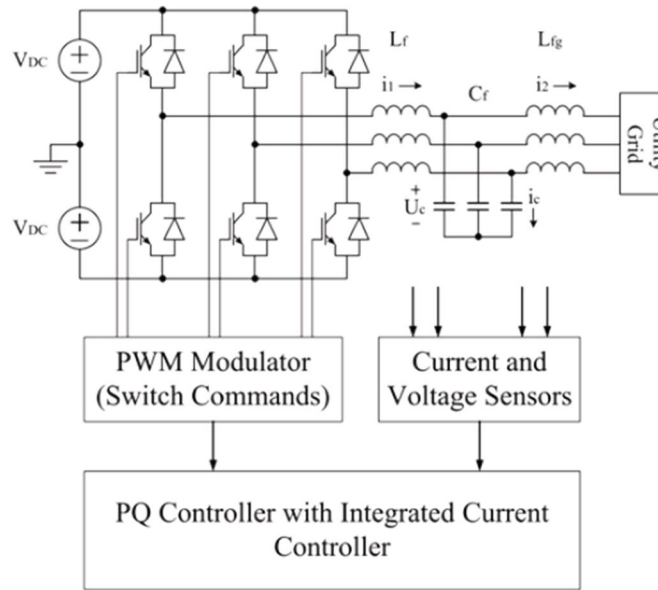 VDC
Lf
Lfg
i1
Cf
i2
Grid
+
Uc
−
ic
VDC
PWM Modulator
(Switch Commands)
Current and
Voltage Sensors
PQ Controller with Integrated Current
Controller